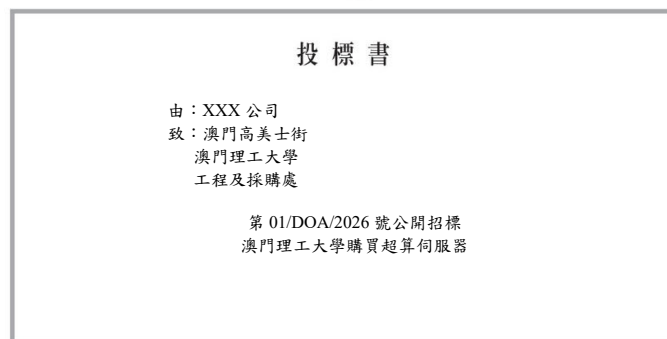 投標書
由：XXX 公司
致：澳門高美士街
澳門理工大學
工程及採購處
第 01/DOA/2026 號公開招標
澳門理工大學購買超算伺服器